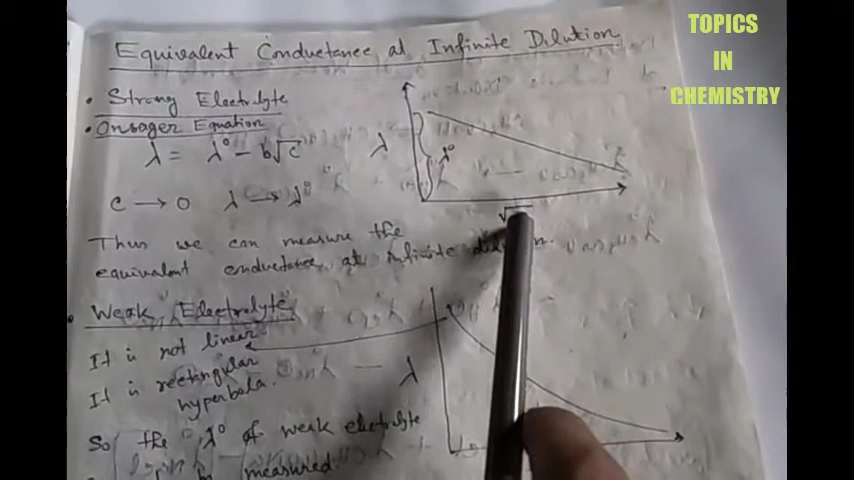 TOPICS
IN
CHEMISTRY
Equivalent Conductance at Infinite Dilution
• Strong Electrolyte
• Onsager Equation
λ = λ° - b√c
c → 0 λ → λ°
λ
λ°
√
Thus we can measure the
equivalent conductance at infinite
• Weak Electrolyte
It is not linear
It is rectangular
hyperbola.
λ
So the λ° of weak electrolyte
measured.